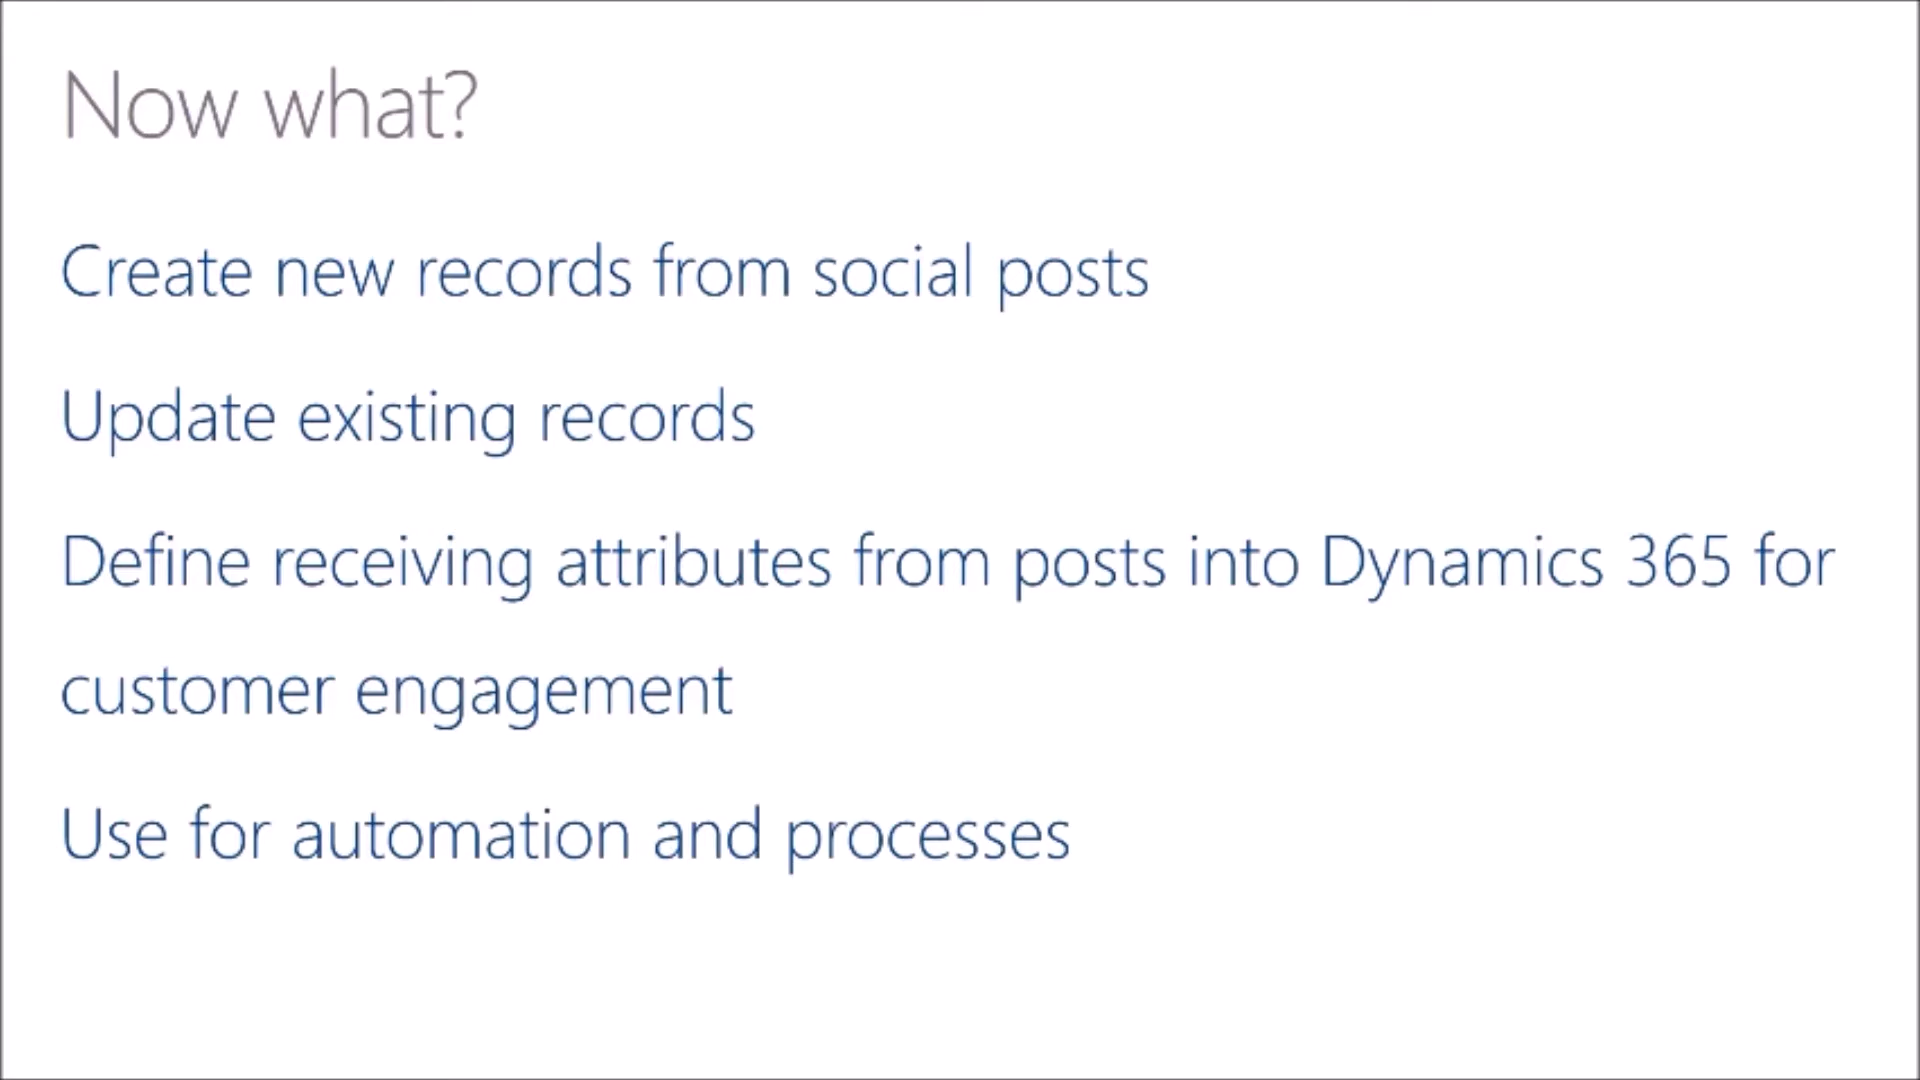 Now what?
Create new records from social posts
Update existing records
Define receiving attributes from posts into Dynamics 365 for
customer engagement
Use for automation and processes